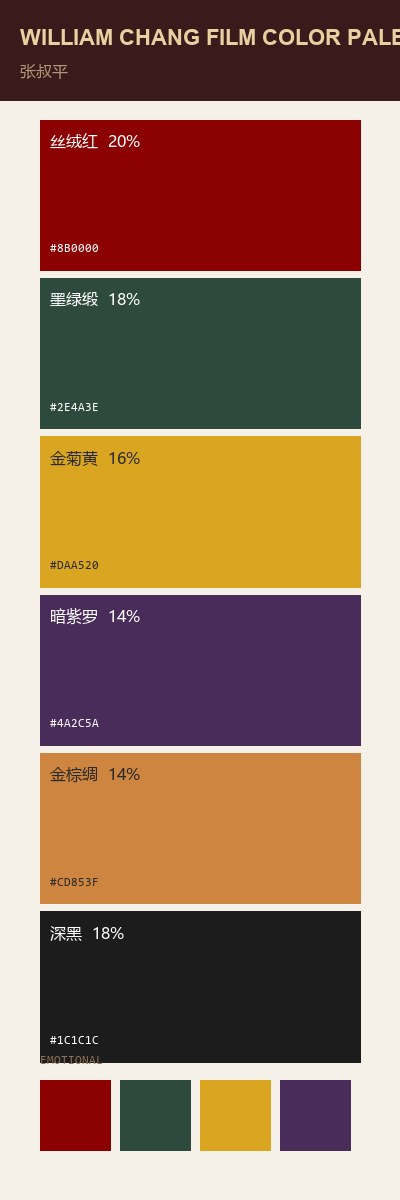 WILLIAM CHANG FILM COLOR PALE
张叔平
丝绒红 20%
#8B0000
墨绿缎 18%
#2E4A3E
金菊黄 16%
#DAA520
暗紫罗 14%
#4A2C5A
金棕绸 14%
#CD853F
深黑 18%
#1C1C1C
EMOTIONAL